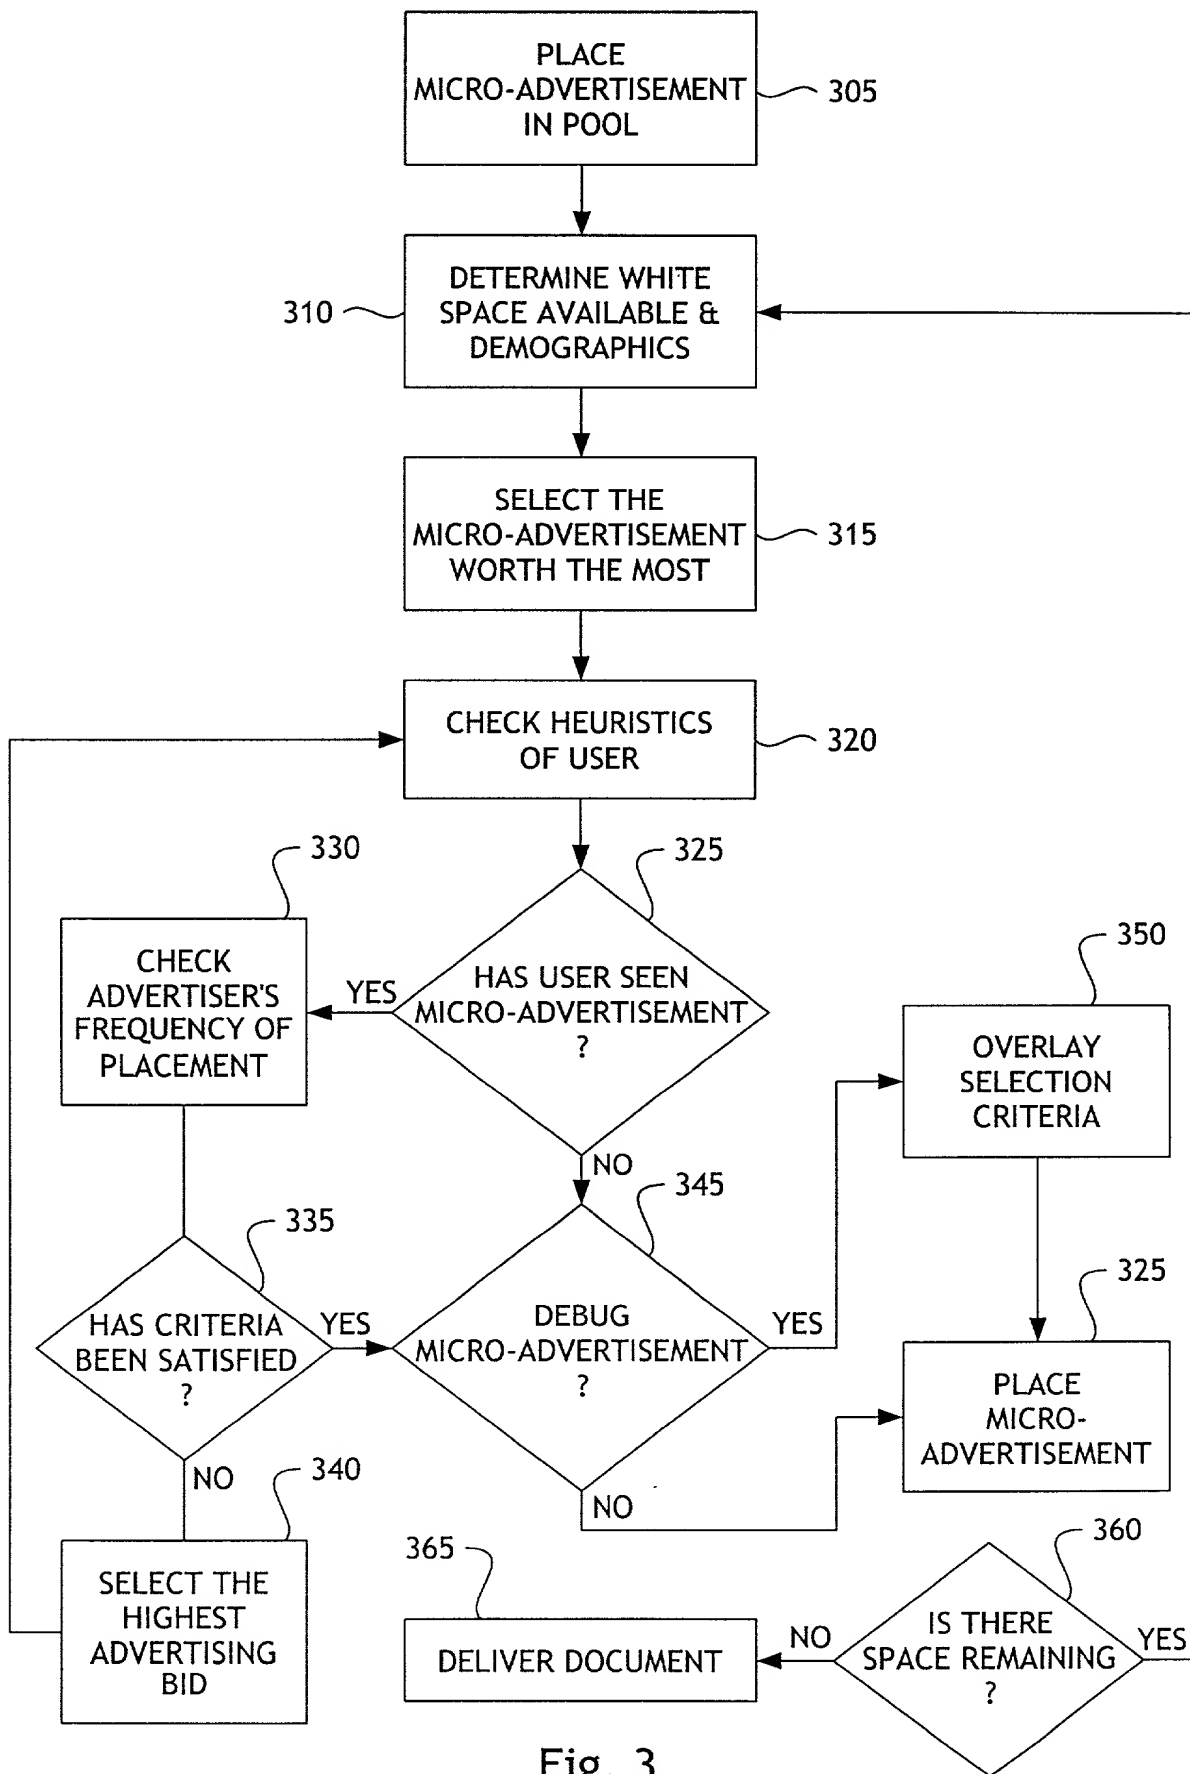 PLACE
MICRO-ADVERTISEMENT
IN POOL
305
DETERMINE WHITE
SPACE AVAILABLE &
DEMOGRAPHICS
310
SELECT THE
MICRO-ADVERTISEMENT
WORTH THE MOST
315
CHECK HEURISTICS
OF USER
320
330
CHECK
ADVERTISER'S
FREQUENCY OF
PLACEMENT
YES
325
HAS USER SEEN
MICRO-ADVERTISEMENT
?
NO
350
OVERLAY
SELECTION
CRITERIA
335
HAS CRITERIA
BEEN SATISFIED
?
YES
NO
345
DEBUG
MICRO-ADVERTISEMENT
?
YES
NO
325
PLACE
MICRO-
ADVERTISEMENT
340
SELECT THE
HIGHEST
ADVERTISING
BID
365
DELIVER DOCUMENT
NO
360
IS THERE
SPACE REMAINING
?
YES
Fig. 3